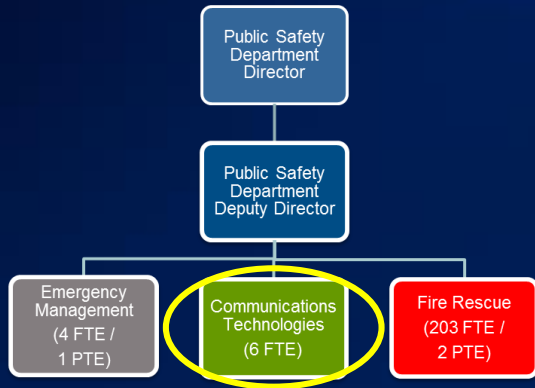 Public Safety
Department
Director
Public Safety
Department
Deputy Director
Emergency
Management
(4 FTE /
1 PTE)
Communications
Technologies
(6 FTE)
Fire Rescue
(203 FTE /
2 PTE)